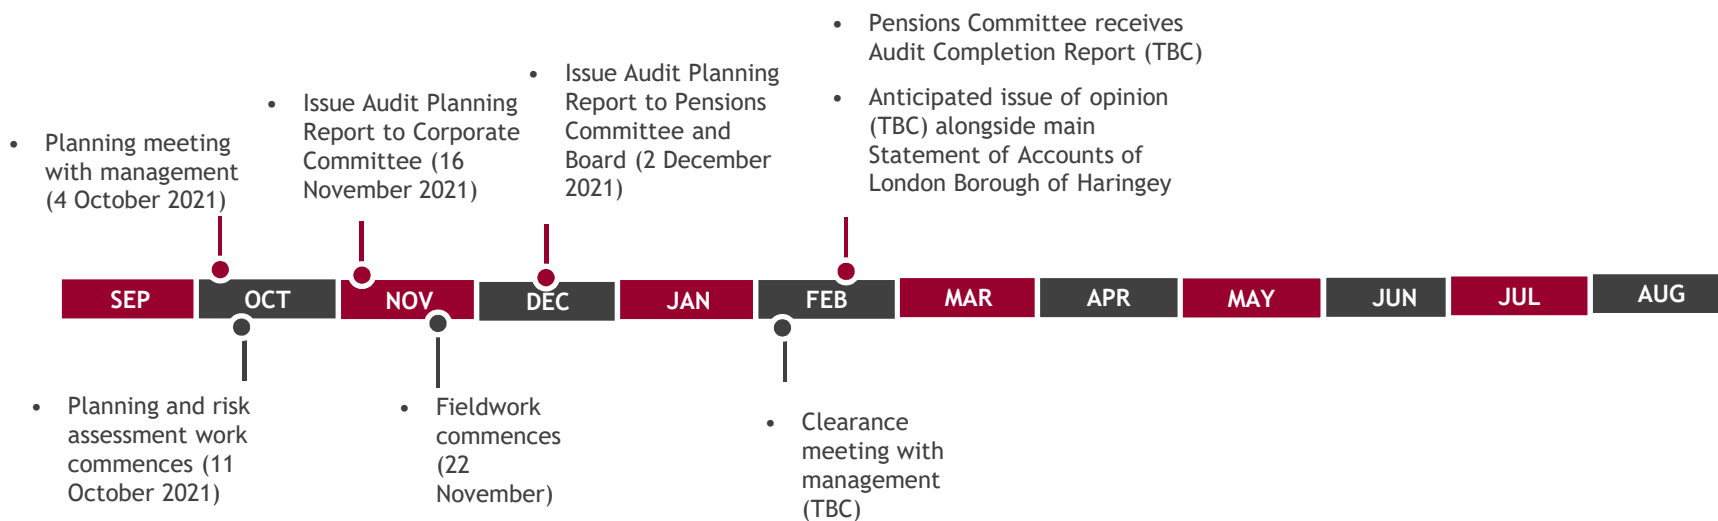 • Planning meeting
with management
(4 October 2021)
• Issue Audit Planning
Report to Corporate
Committee (16
November 2021)
• Issue Audit Planning
Report to Pensions
Committee and
Board (2 December
2021)
• Pensions Committee receives
Audit Completion Report (TBC)
• Anticipated issue of opinion
(TBC) alongside main
Statement of Accounts of
London Borough of Haringey
SEP OCT NOV DEC JAN FEB MAR APR MAY JUN JUL AUG
• Planning and risk
assessment work
commences (11
October 2021)
• Fieldwork
commences
(22
November)
• Clearance
meeting with
management
(TBC)